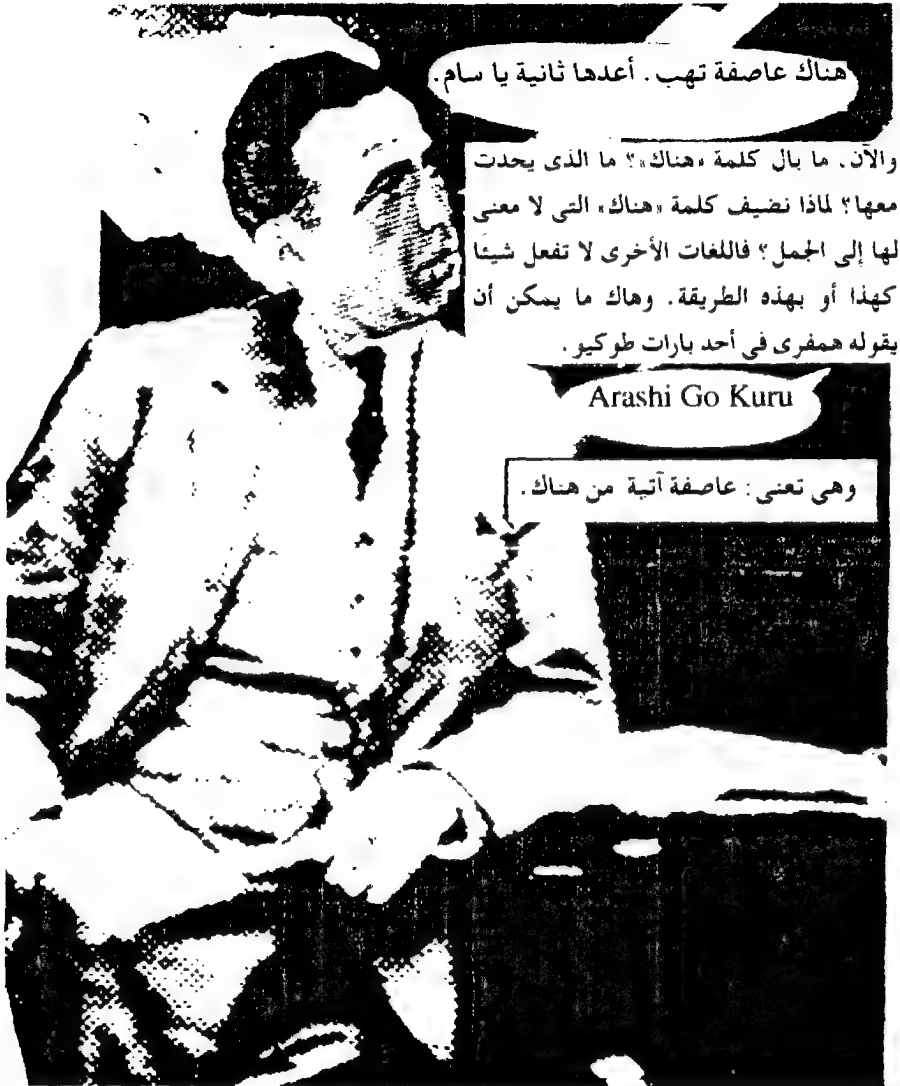 هناك عاصفة تهب. أعدها ثانية يا سام.
والآن، ما بال كلمة «هناك»؟ ما الذى يحدث
معها؟ لماذا نضيف كلمة «هناك» التى لا معنى
لها إلى الجمل؟ فاللغات الأخرى لا تفعل شيئا
كهذا أو بهذه الطريقة. وهاك ما يمكن أن
يقوله همفرى فى أحد بارات طوكيو.
Arashi Go Kuru
وهى تعنى: عاصفة آتية من هناك.